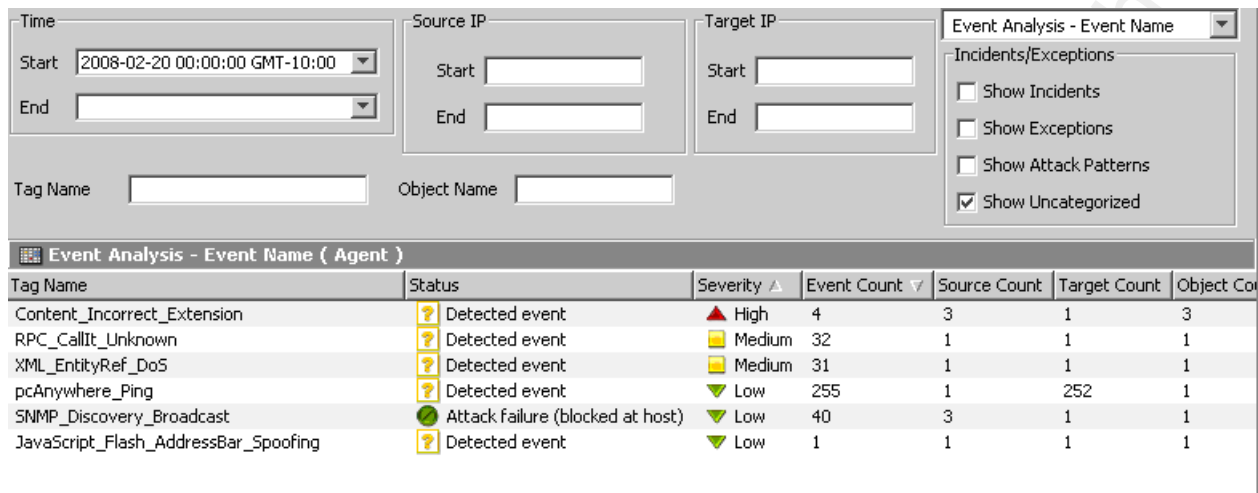 Time
Start 2008-02-20 00:00:00 GMT-10:00
End
Source IP
Start
End
Target IP
Start
End
Event Analysis - Event Name
Incidents/Exceptions
Show Incidents
Show Exceptions
Show Attack Patterns
Show Uncategorized
Tag Name
Object Name
Event Analysis - Event Name ( Agent )
Tag Name Status Severity Event Count Source Count Target Count Object Cou
Content_Incorrect_Extension ? Detected event High 4 3 1 3
RPC_CallIt_Unknown ? Detected event Medium 32 1 1 1
XML_EntityRef_DoS ? Detected event Medium 31 1 1 1
pcAnywhere_Ping ? Detected event Low 255 1 252 1
SNMP_Discovery_Broadcast Attack failure (blocked at host) Low 40 3 1 1
JavaScript_Flash_AddressBar_Spoofing ? Detected event Low 1 1 1 1